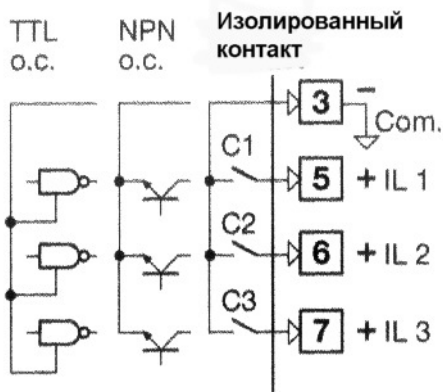 TTL
o.c.
NPN
o.c.
Изолированный
контакт
3 – Com.
C1 5 + IL 1
C2 6 + IL 2
C3 7 + IL 3